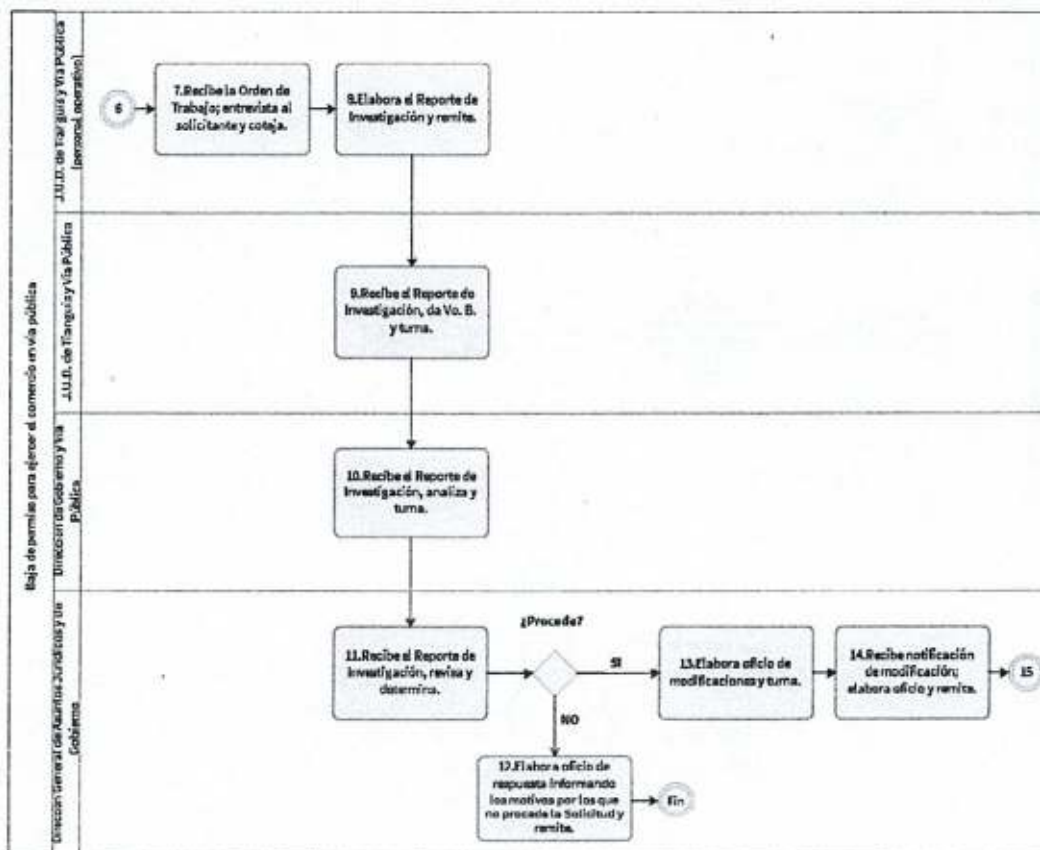 Baja de permiso para ejercer el comercio en vía pública
J.U.D. de Tianguis y Vía Pública
(personal operativo)
6
7.Recibe la Orden de
Trabajo; entrevista al
solicitante y coteja.
8.Elabora el Reporte de
Investigación y remite.
J.U.D. de Tianguis y Vía Pública
9.Recibe el Reporte de
Investigación, da Vo. B.
y turna.
Dirección de Gobierno y Vía
Pública
10.Recibe el Reporte de
Investigación, analiza y
turna.
Dirección General de Asuntos Jurídicos y de
Gobierno
11.Recibe el Reporte de
Investigación, revisa y
determina.
¿Procede?
SI
13.Elabora oficio de
modificaciones y turna.
14.Recibe notificación
de modificación;
elabora oficio y remite.
15
NO
12.Elabora oficio de
respuesta informando
los motivos por los que
no procede la Solicitud y
remite.
Fin